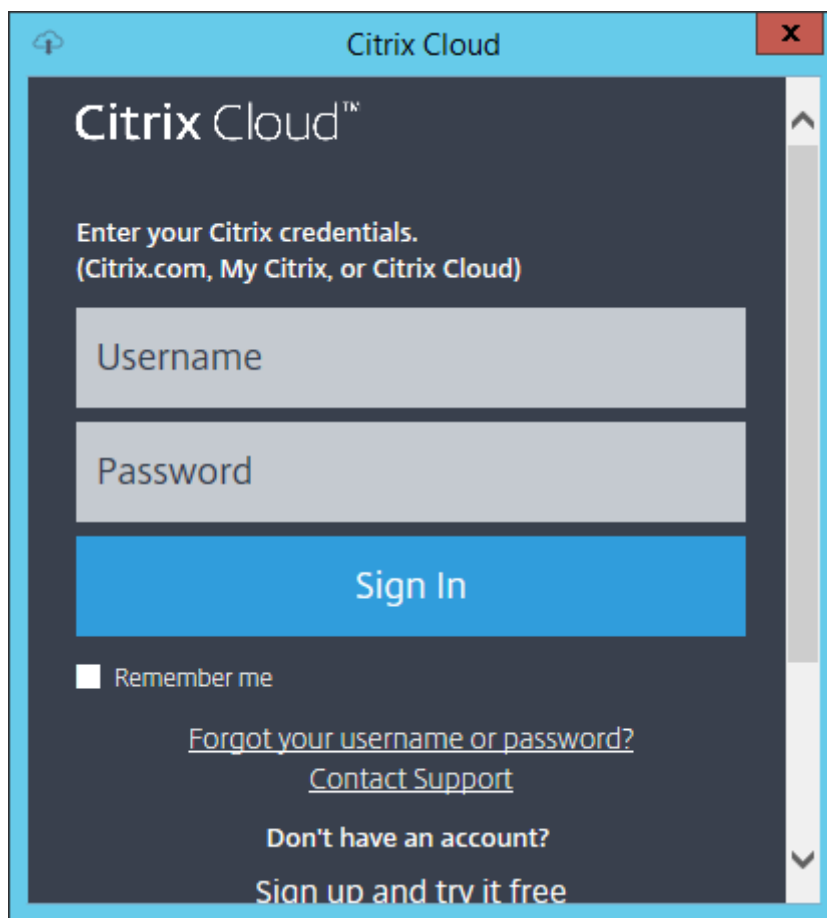 Citrix Cloud
x
Citrix Cloud™
Enter your Citrix credentials.
(Citrix.com, My Citrix, or Citrix Cloud)
Username
Password
Sign In
Remember me
Forgot your username or password?
Contact Support
Don't have an account?
Sign up and try it free